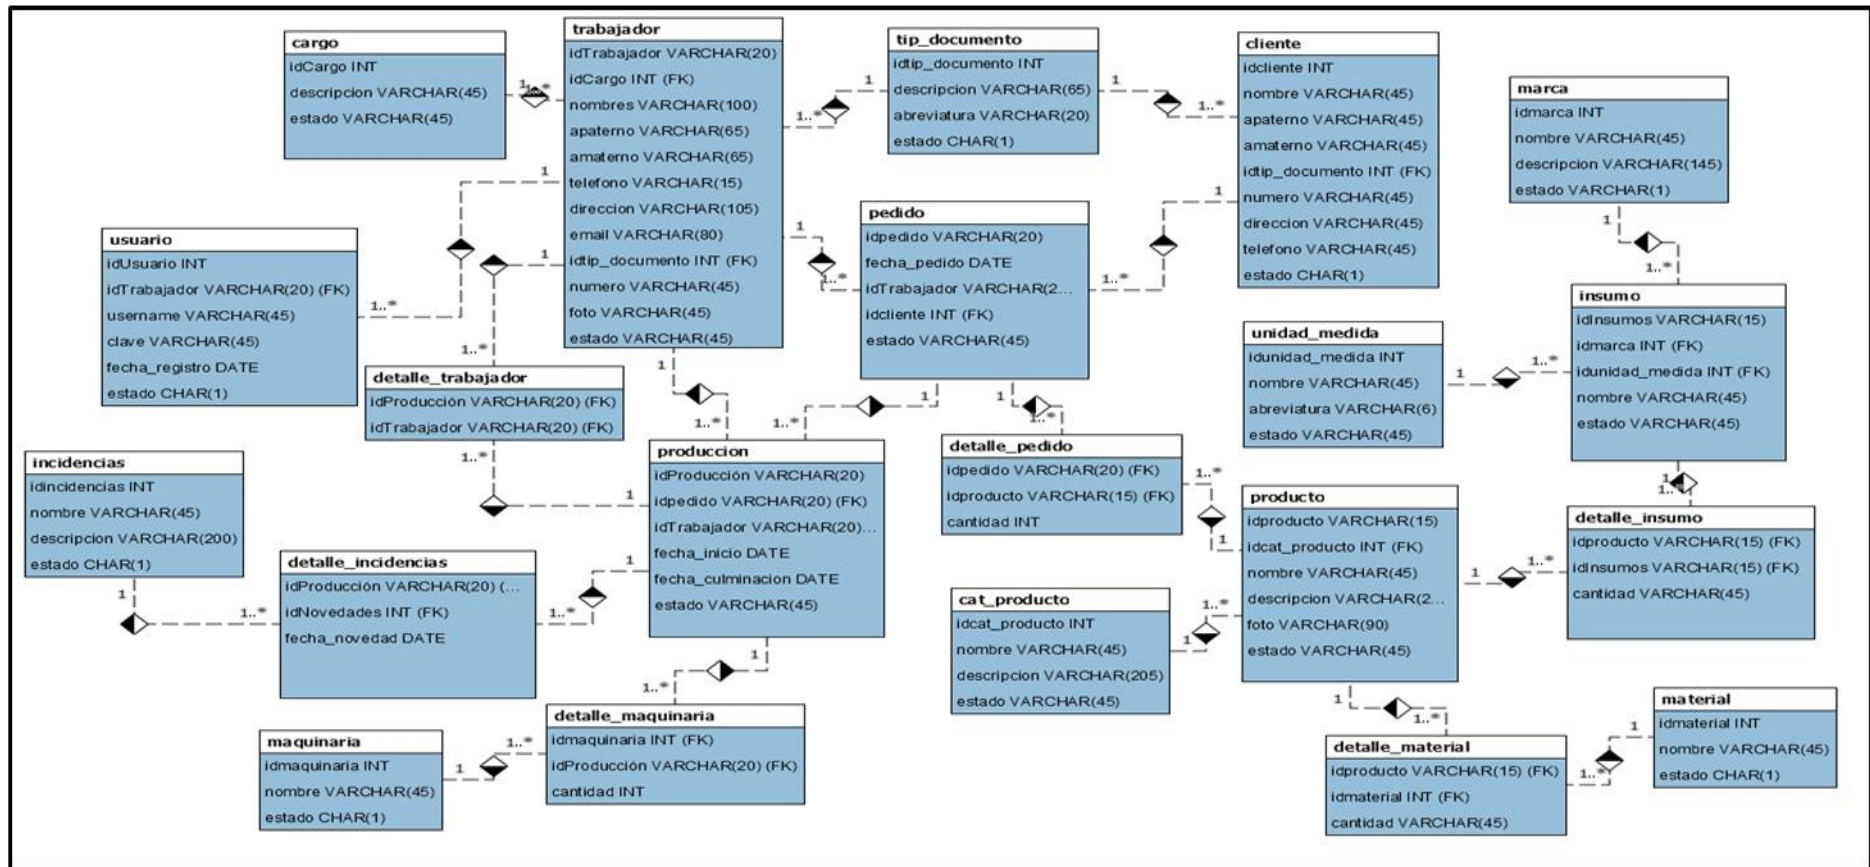 cargo
idCargo INT
descripcion VARCHAR(45)
estado VARCHAR(45)
trabajador
idTrabajador VARCHAR(20)
idCargo INT (FK)
nombres VARCHAR(100)
apaterno VARCHAR(65)
amaterno VARCHAR(65)
telefono VARCHAR(15)
direccion VARCHAR(105)
email VARCHAR(80)
idtip_documento INT (FK)
numero VARCHAR(45)
foto VARCHAR(45)
estado VARCHAR(45)
tip_documento
idtip_documento INT
descripcion VARCHAR(65)
abreviatura VARCHAR(20)
estado CHAR(1)
cliente
idcliente INT
nombre VARCHAR(45)
apaterno VARCHAR(45)
amaterno VARCHAR(45)
idtip_documento INT (FK)
numero VARCHAR(45)
direccion VARCHAR(45)
telefono VARCHAR(45)
estado CHAR(1)
marca
idmarca INT
nombre VARCHAR(45)
descripcion VARCHAR(145)
estado VARCHAR(1)
usuario
idUsuario INT
idTrabajador VARCHAR(20) (FK)
username VARCHAR(45)
clave VARCHAR(45)
fecha_registro DATE
estado CHAR(1)
pedido
idpedido VARCHAR(20)
fecha_pedido DATE
idTrabajador VARCHAR(2...
idcliente INT (FK)
estado VARCHAR(45)
insumo
idInsumos VARCHAR(15)
idmarca INT (FK)
idunidad_medida INT (FK)
nombre VARCHAR(45)
estado VARCHAR(45)
unidad_medida
idunidad_medida INT
nombre VARCHAR(45)
abreviatura VARCHAR(6)
estado VARCHAR(45)
detalle_trabajador
idProducción VARCHAR(20) (FK)
idTrabajador VARCHAR(20) (FK)
incidencias
idincidencias INT
nombre VARCHAR(45)
descripcion VARCHAR(200)
estado CHAR(1)
produccion
idProducción VARCHAR(20)
idpedido VARCHAR(20) (FK)
idTrabajador VARCHAR(20)...
fecha_inicio DATE
fecha_culminacion DATE
estado VARCHAR(45)
detalle_pedido
idpedido VARCHAR(20) (FK)
idproducto VARCHAR(15) (FK)
cantidad INT
producto
idproducto VARCHAR(15)
idcat_producto INT (FK)
nombre VARCHAR(45)
descripcion VARCHAR(2...
foto VARCHAR(90)
estado VARCHAR(45)
detalle_insumo
idproducto VARCHAR(15) (FK)
idInsumos VARCHAR(15) (FK)
cantidad VARCHAR(45)
detalle_incidencias
idProducción VARCHAR(20) (...
idNovedades INT (FK)
fecha_novedad DATE
cat_producto
idcat_producto INT
nombre VARCHAR(45)
descripcion VARCHAR(205)
estado VARCHAR(45)
maquinaria
idmaquinaria INT
nombre VARCHAR(45)
estado CHAR(1)
detalle_maquinaria
idmaquinaria INT (FK)
idProducción VARCHAR(20) (FK)
cantidad INT
detalle_material
idproducto VARCHAR(15) (FK)
idmaterial INT (FK)
cantidad VARCHAR(45)
material
idmaterial INT
nombre VARCHAR(45)
estado CHAR(1)